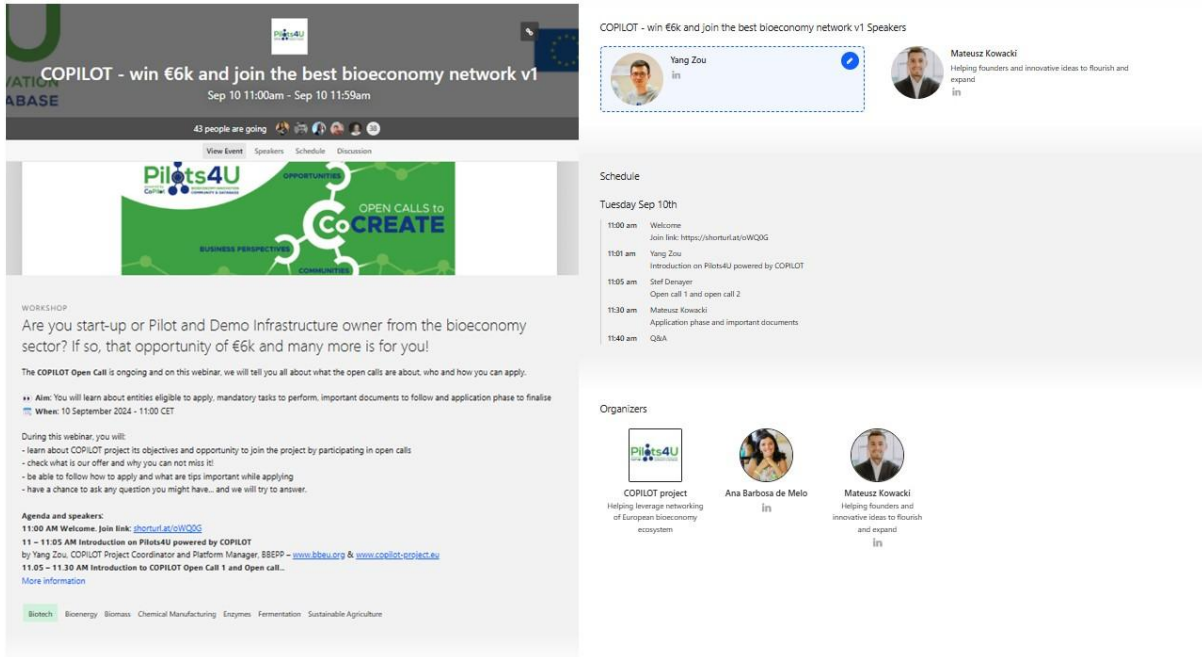 VATION
ABASE
Pilots4U
COPILOT - win €6k and join the best bioeconomy network v1
Sep 10 11:00am - Sep 10 11:59am
43 people are going
38
View Event Speakers Schedule Discussion
Pilots4U
CoPilot
OPPORTUNITIES
OPEN CALLS to
CoCREATE
BUSINESS PERSPECTIVES
COMMUNITIES
WORKSHOP
Are you start-up or Pilot and Demo Infrastructure owner from the bioeconomy
sector? If so, that opportunity of €6k and many more is for you!
The COPILOT Open Call is ongoing and on this webinar, we will tell you all about what the open calls are about, who and how you can apply.
👀 Aim: You will learn about entities eligible to apply, mandatory tasks to perform, important documents to follow and application phase to finalise
📅 When: 10 September 2024 - 11:00 CET
During this webinar, you will:
- learn about COPILOT project its objectives and opportunity to join the project by participating in open calls
- check what is our offer and why you can not miss it!
- be able to follow how to apply and what are tips important while applying
- have a chance to ask any question you might have... and we will try to answer.
Agenda and speakers:
11:00 AM Welcome. Join link: shorturl.at/oWQ0G
11 – 11:05 AM Introduction on Pilots4U powered by COPILOT
by Yang Zou, COPILOT Project Coordinator and Platform Manager, BBEPP – www.bbeu.org & www.copilot-project.eu
11.05 – 11.30 AM Introduction to COPILOT Open Call 1 and Open call...
More information
Biotech Bioenergy Biomass Chemical Manufacturing Enzymes Fermentation Sustainable Agriculture
COPILOT - win €6k and join the best bioeconomy network v1 Speakers
Yang Zou
in
Mateusz Kowacki
Helping founders and innovative ideas to flourish and
expand
in
Schedule
Tuesday Sep 10th
11:00 am Welcome
Join link: https://shorturl.at/oWQ0G
11:01 am Yang Zou
Introduction on Pilots4U powered by COPILOT
11:05 am Stef Denayer
Open call 1 and open call 2
11:30 am Mateusz Kowacki
Application phase and important documents
11:40 am Q&A
Organizers
Pilots4U
COPILOT project
Helping leverage networking
of European bioeconomy
ecosystem
Ana Barbosa de Melo
in
Mateusz Kowacki
Helping founders and
innovative ideas to flourish
and expand
in